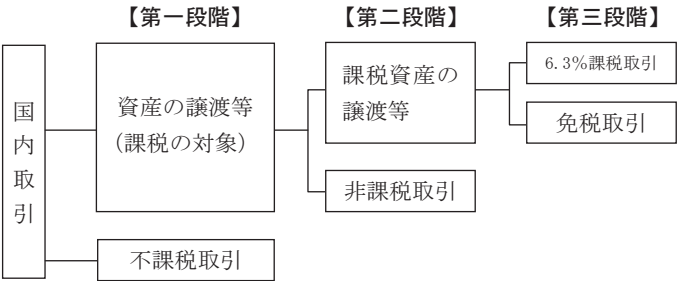 【第一段階】
【第二段階】
【第三段階】
国内取引
資産の譲渡等
(課税の対象)
課税資産の
譲渡等
6.3%課税取引
免税取引
非課税取引
不課税取引